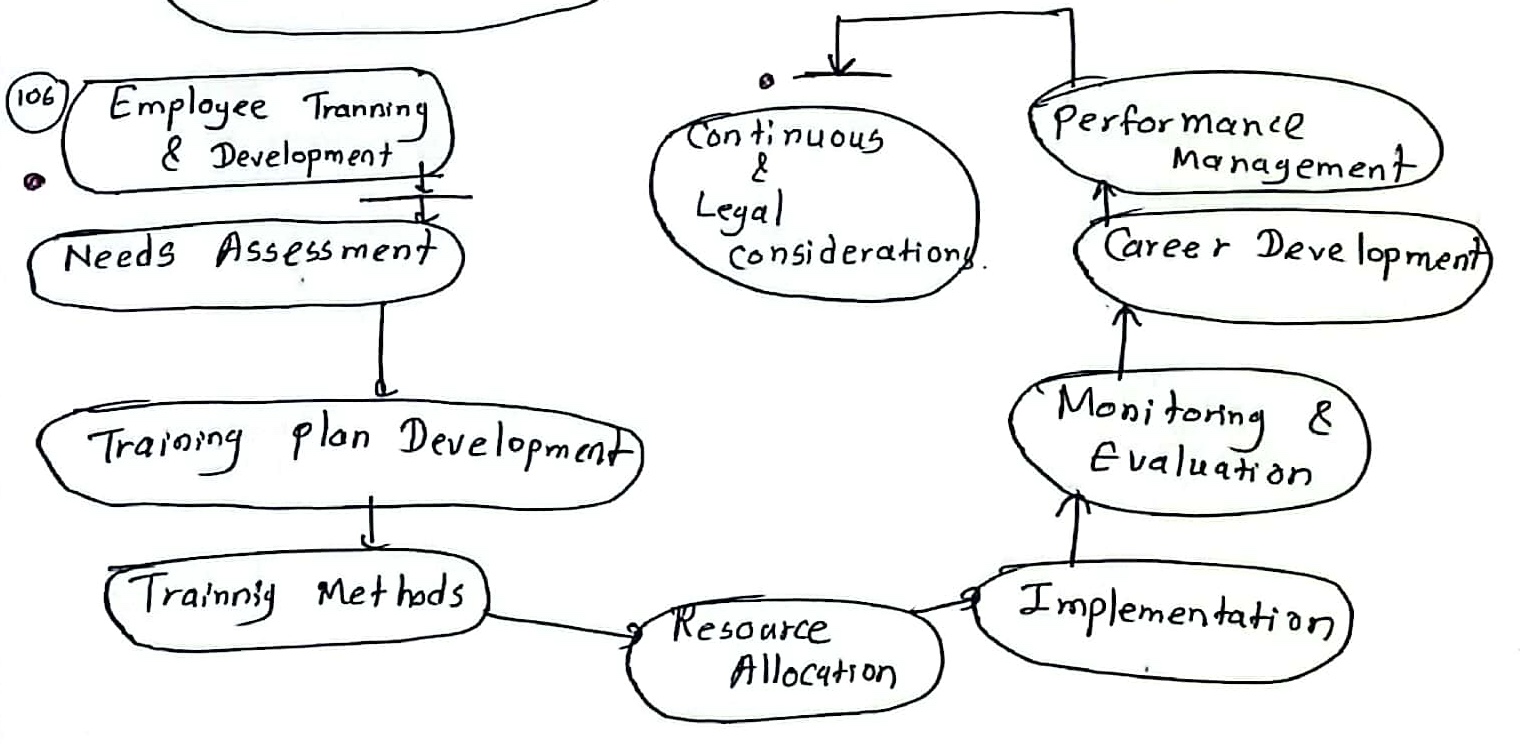 106
Employee Tranning
& Development
Needs Assessment
Training plan Development
Trainnig Methods
Resource
Allocation
Implementation
Monitoring &
Evaluation
Career Development
Performance
Management
Continuous
&
Legal
considerations.